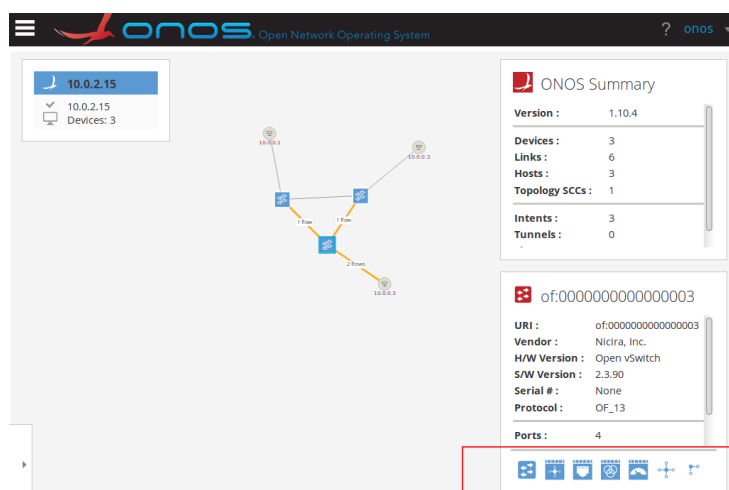 onos Open Network Operating System
? onos
10.0.2.15
10.0.2.15
Devices: 3
10.0.0.1
10.0.0.2
1 flow
1 flow
2 flows
10.0.0.3
ONOS Summary
Version : 1.10.4
Devices : 3
Links : 6
Hosts : 3
Topology SCCs : 1
Intents : 3
Tunnels : 0
of:0000000000000003
URI : of:0000000000000003
Vendor : Nicira, Inc.
H/W Version : Open vSwitch
S/W Version : 2.3.90
Serial # : None
Protocol : OF_13
Ports : 4